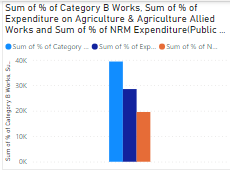 Sum of % of Category B Works, Sum of % of
Expenditure on Agriculture & Agriculture Allied
Works and Sum of % of NRM Expenditure(Public ...
Sum of % of Category ... Sum of % of Exp... Sum of % of N...
Sum of % of Category B Works, Su...
40K
30K
20K
10K
0K